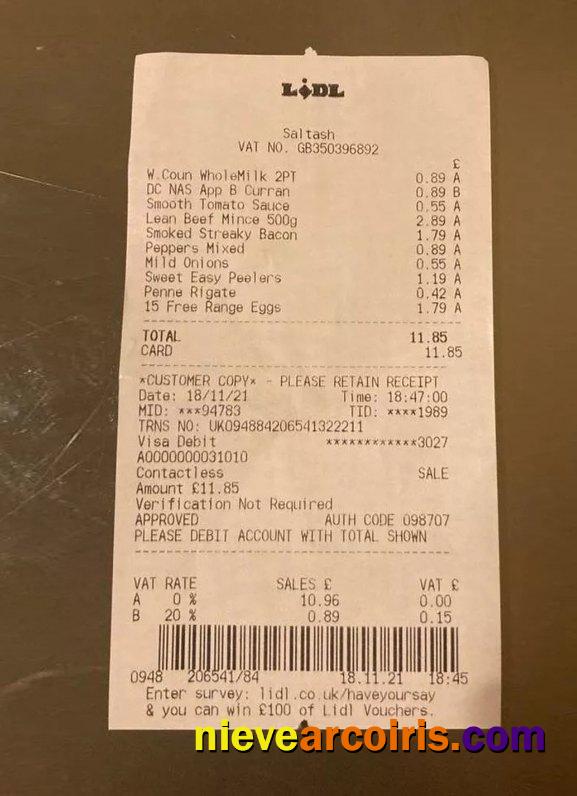 LIDL
Saltash
VAT NO. GB350396892
£
W.Coun WholeMilk 2PT 0.89 A
DC NAS App B Curran 0.89 B
Smooth Tomato Sauce 0.55 A
Lean Beef Mince 500g 2.89 A
Smoked Streaky Bacon 1.79 A
Peppers Mixed 0.89 A
Mild Onions 0.55 A
Sweet Easy Peelers 1.19 A
Penne Rigate 0.42 A
15 Free Range Eggs 1.79 A
TOTAL 11.85
CARD 11.85
*CUSTOMER COPY* - PLEASE RETAIN RECEIPT
Date: 18/11/21 Time: 18:47:00
MID: ***94783 TID: ****1989
TRNS NO: UK094884206541322211
Visa Debit ************3027
A0000000031010
Contactless SALE
Amount £11.85
Verification Not Required
APPROVED AUTH CODE 098707
PLEASE DEBIT ACCOUNT WITH TOTAL SHOWN
VAT RATE SALES £ VAT £
A 0 % 10.96 0.00
B 20 % 0.89 0.15
0948 206541/84 18.11.21 18:45
Enter survey: lidl.co.uk/haveyoursay
& you can win £100 of Lidl Vouchers.
nievearcoiris.com